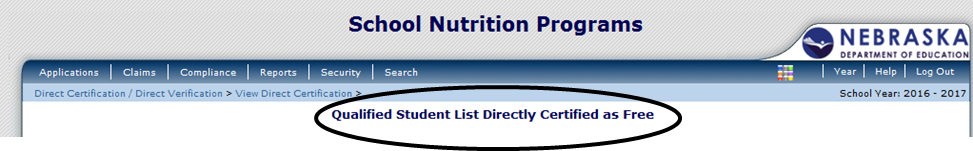 School Nutrition Programs
NEBRASKA
DEPARTMENT OF EDUCATION
Applications Claims Compliance Reports Security Search Year Help Log Out
Direct Certification / Direct Verification > View Direct Certification > School Year: 2016 - 2017
Qualified Student List Directly Certified as Free